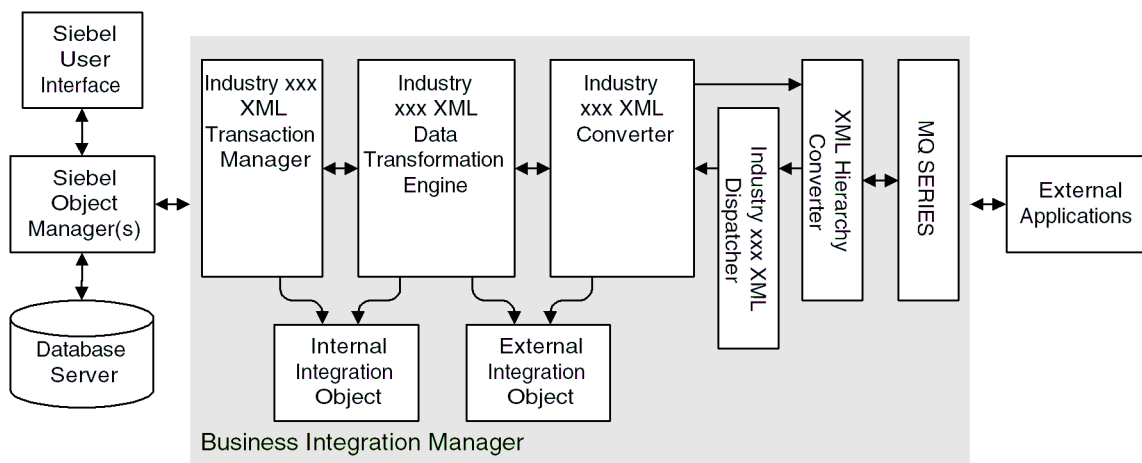 Siebel
User
Interface
Siebel
Object
Manager(s)
Database
Server
Industry xxx
XML
Transaction
Manager
Industry
xxx XML
Data
Transformation
Engine
Industry
xxx XML
Converter
Industry xxx XML
Dispatcher
XML Hierarchy
Converter
MQ SERIES
External
Applications
Internal
Integration
Object
External
Integration
Object
Business Integration Manager